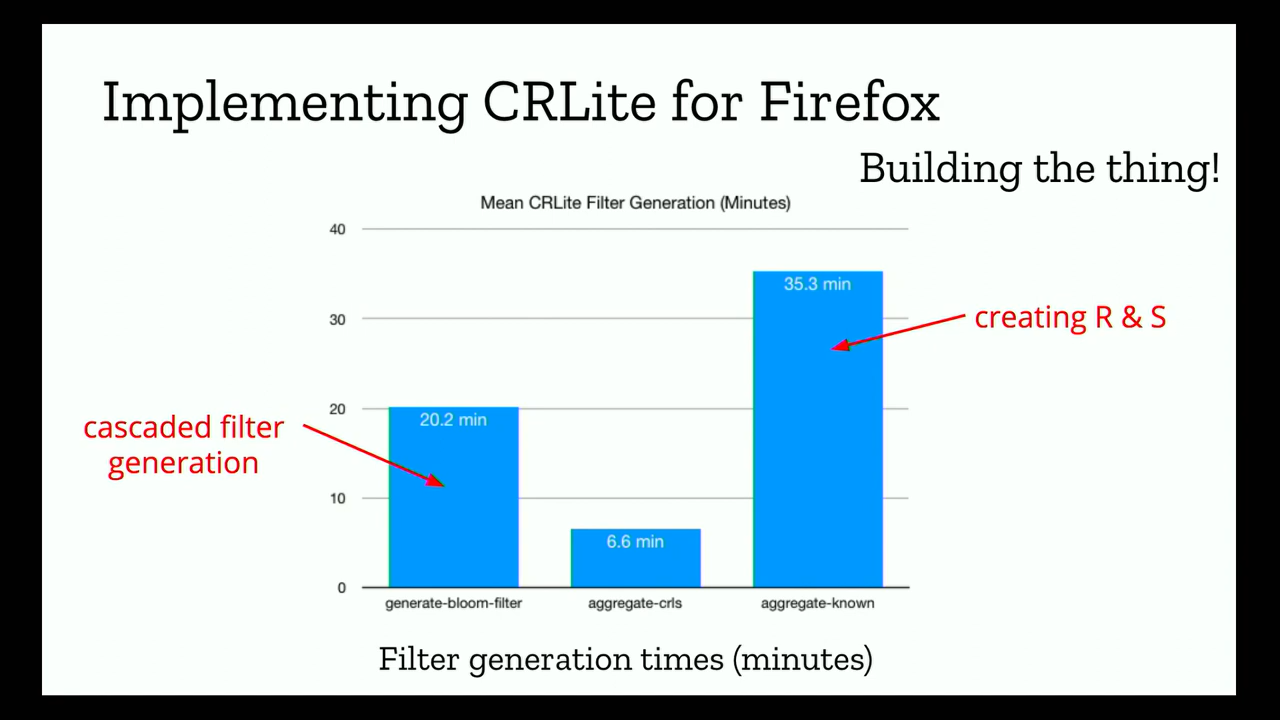 Implementing CRLite for Firefox
Building the thing!
Mean CRLite Filter Generation (Minutes)
40
30
20
10
0
20.2 min
6.6 min
35.3 min
creating R & S
cascaded filter
generation
generate-bloom-filter
aggregate-crls
aggregate-known
Filter generation times (minutes)